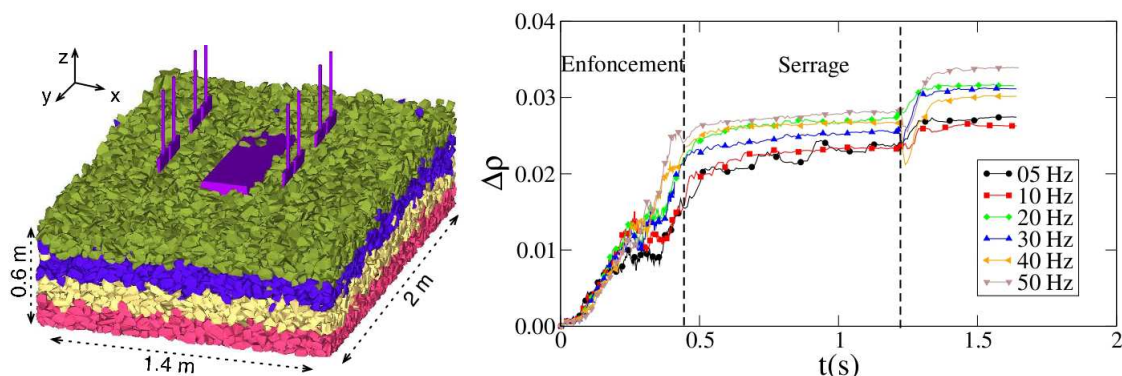 z
y
x
0.6 m
1.4 m
2 m
0.04
0.03
0.02
0.01
0.00
Δρ
Enfoncement
Serrage
05 Hz
10 Hz
20 Hz
30 Hz
40 Hz
50 Hz
0
0.5
1
1.5
2
t(s)